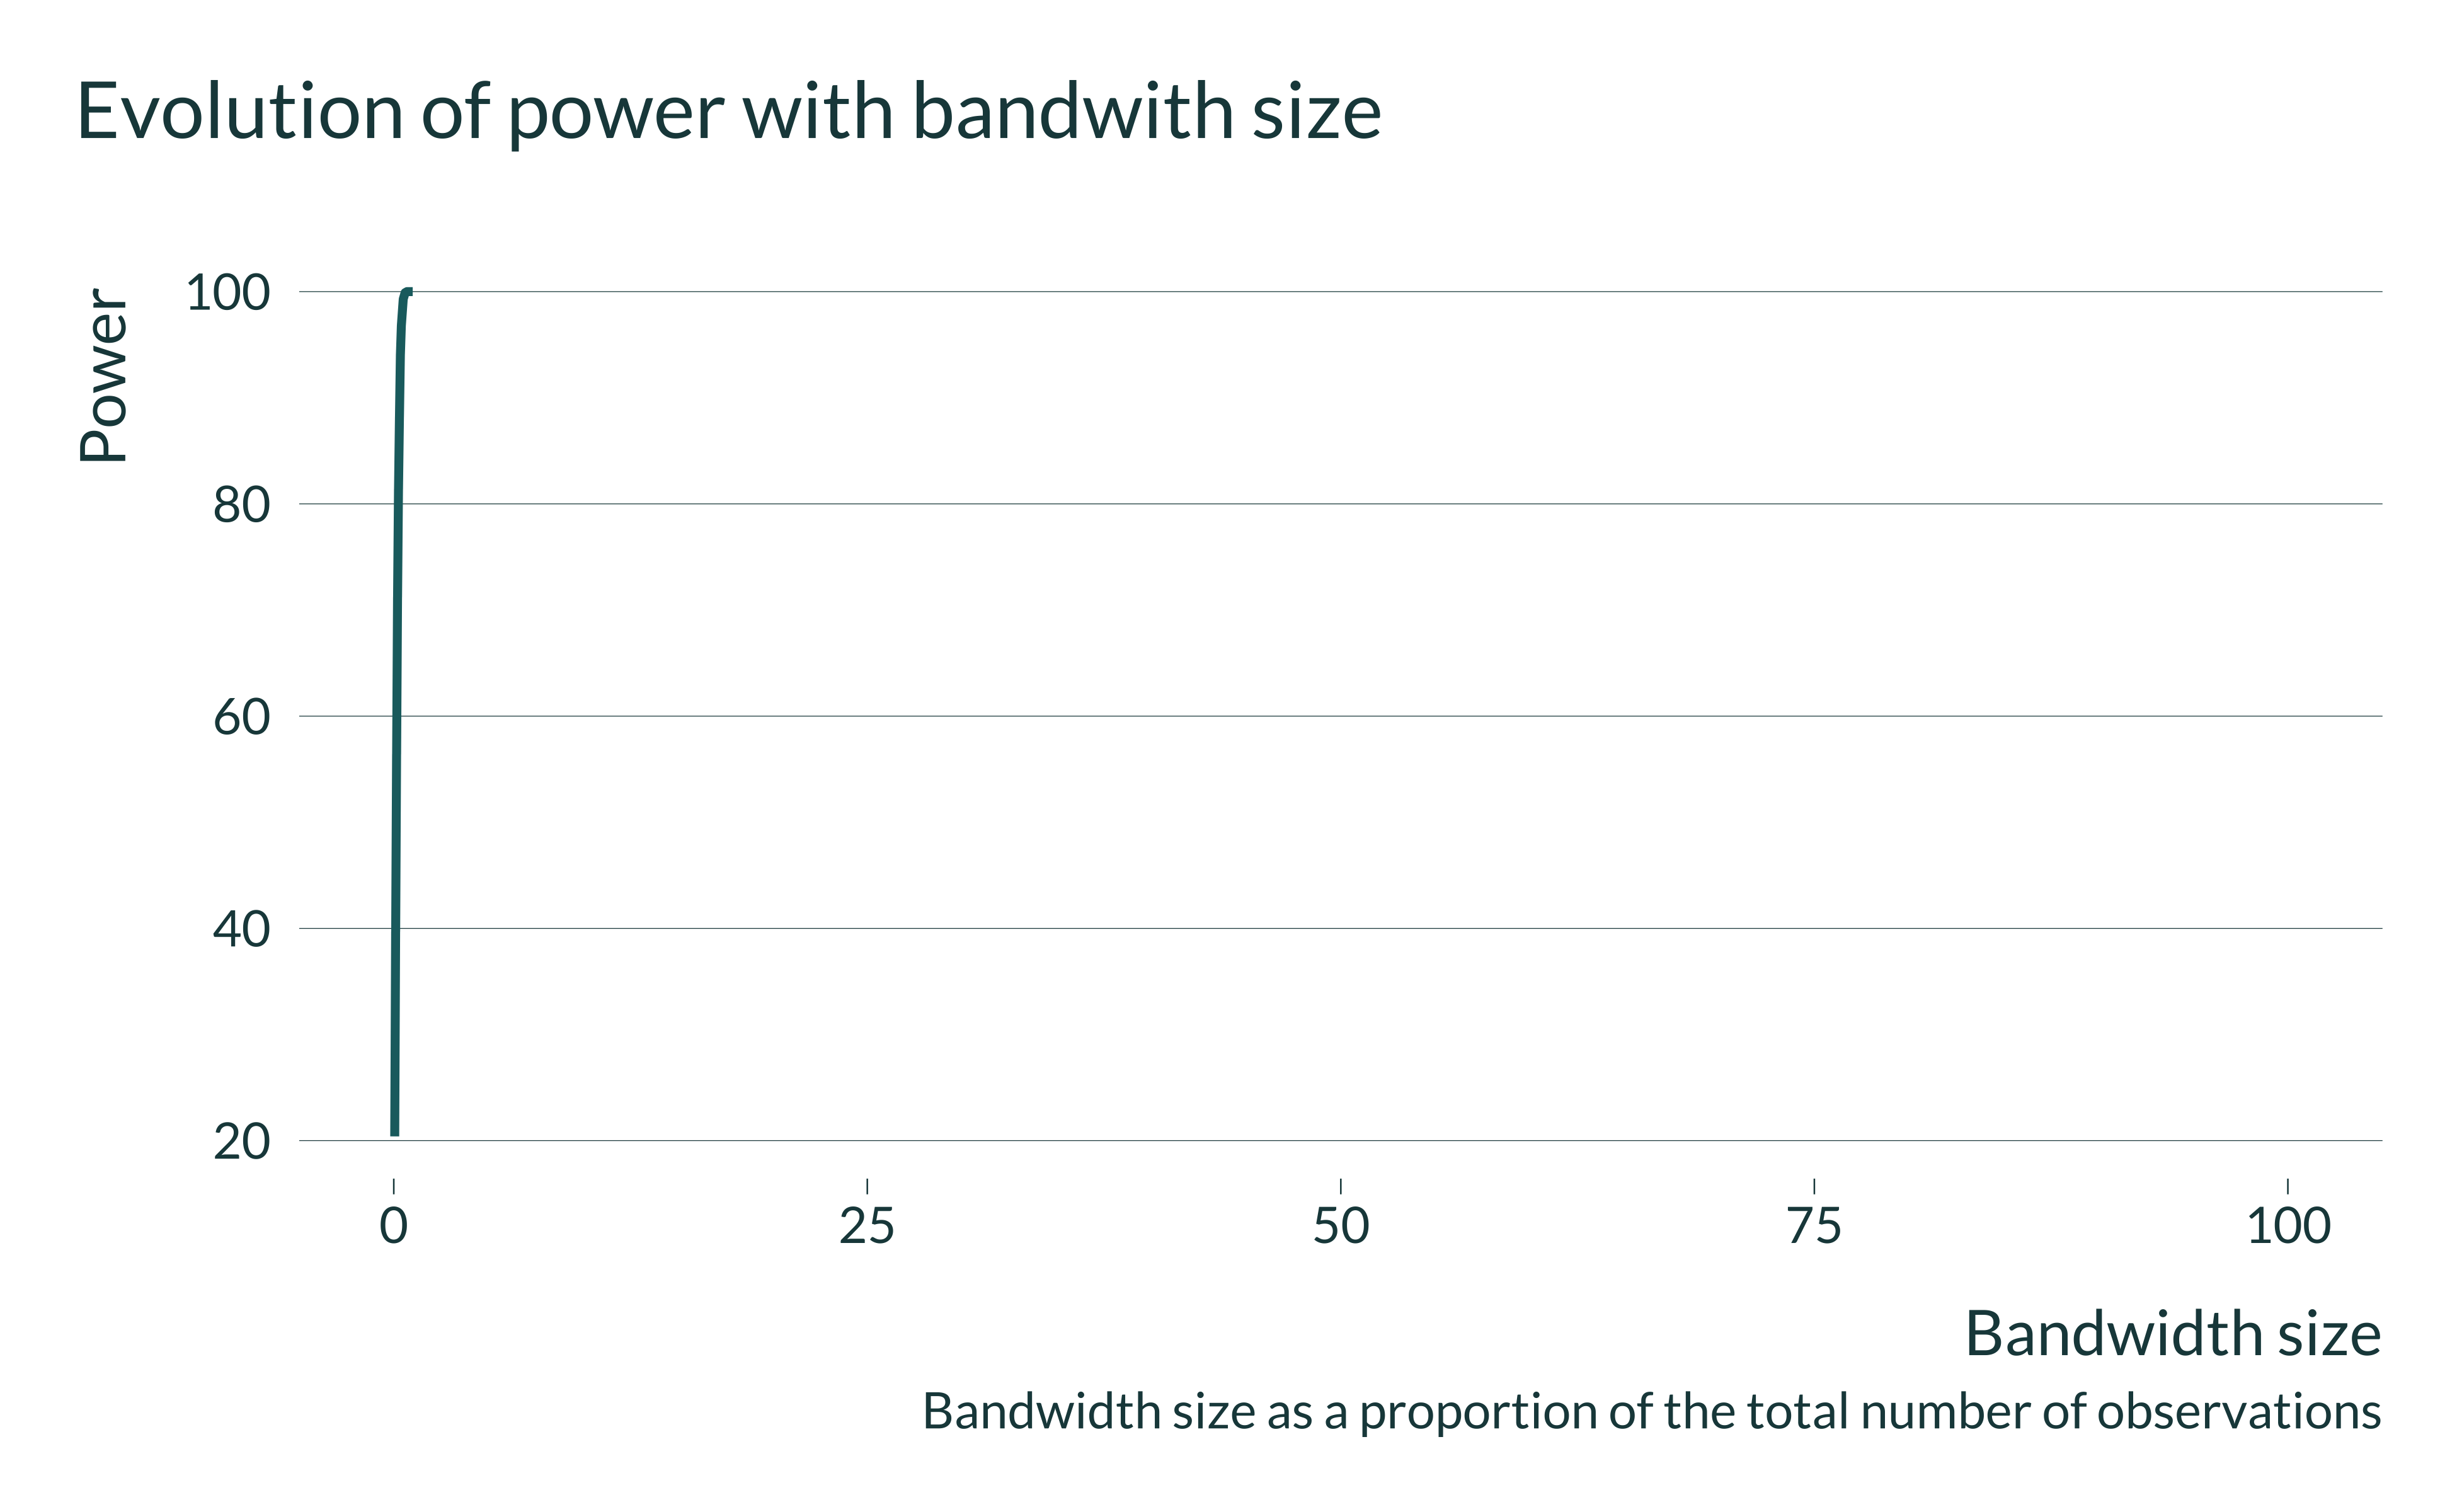 Evolution of power with bandwith size
Power
100
80
60
40
20
0 25 50 75 100
Bandwidth size
Bandwidth size as a proportion of the total number of observations